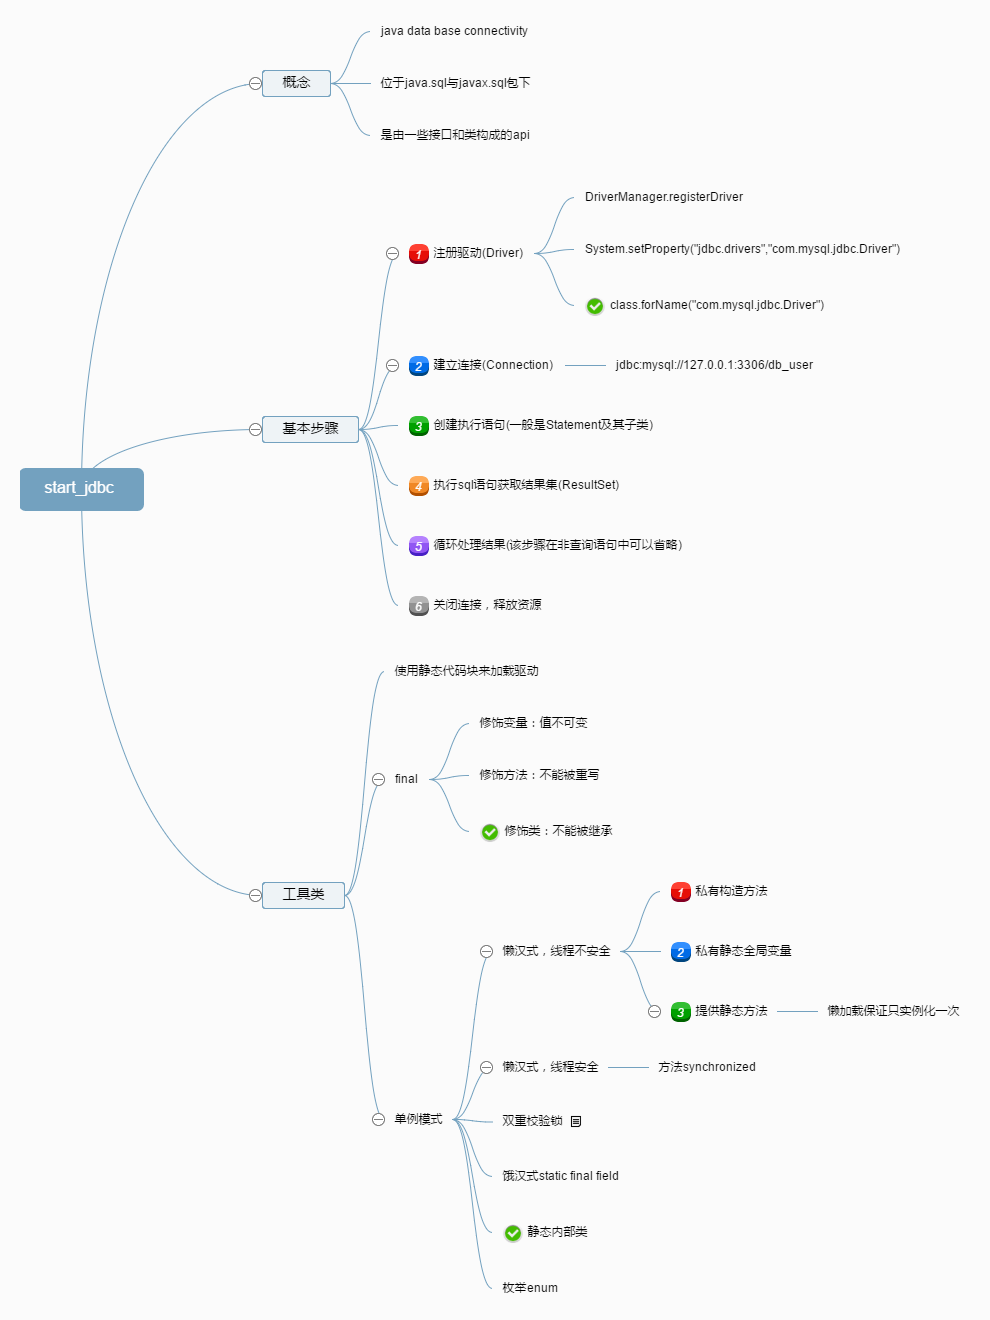 java data base connectivity
概念
位于java.sql与javax.sql包下
是由一些接口和类构成的api
DriverManager.registerDriver
1 注册驱动(Driver)
System.setProperty("jdbc.drivers","com.mysql.jdbc.Driver")
class.forName("com.mysql.jdbc.Driver")
2 建立连接(Connection)
jdbc:mysql://127.0.0.1:3306/db_user
基本步骤
3 创建执行语句(一般是Statement及其子类)
start_jdbc
4 执行sql语句获取结果集(ResultSet)
5 循环处理结果(该步骤在非查询语句中可以省略)
6 关闭连接，释放资源
使用静态代码块来加载驱动
修饰变量：值不可变
final
修饰方法：不能被重写
修饰类：不能被继承
工具类
1 私有构造方法
懒汉式，线程不安全
2 私有静态全局变量
3 提供静态方法
懒加载保证只实例化一次
懒汉式，线程安全
方法synchronized
单例模式
双重校验锁
饿汉式static final field
静态内部类
枚举enum